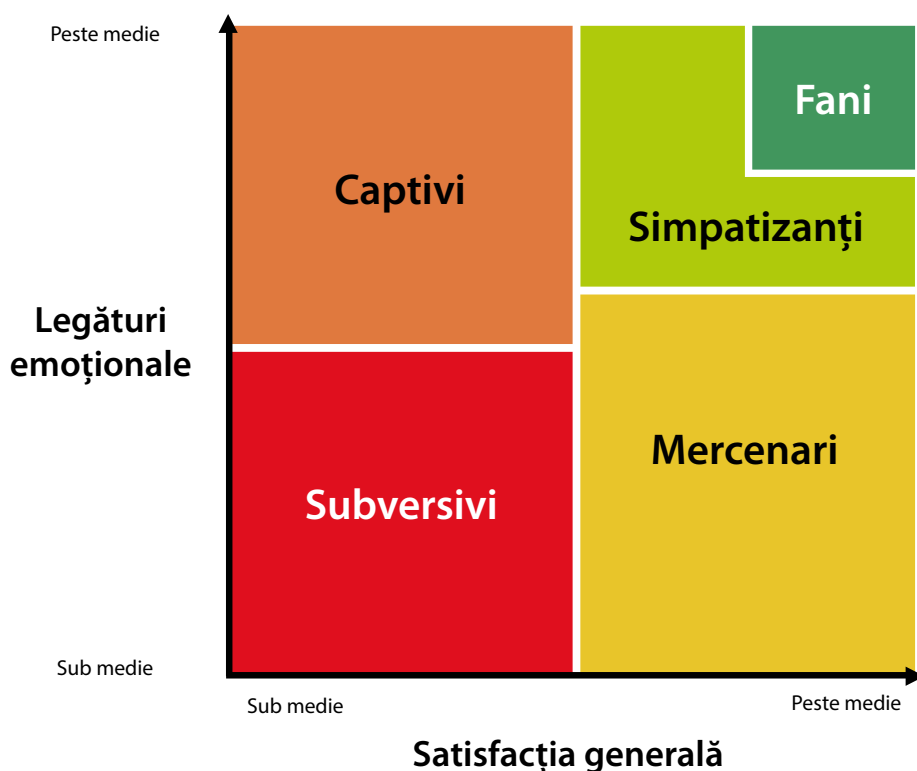 Peste medie
Fani
Captivi
Simpatizanți
Legături
emoționale
Mercenari
Subversivi
Sub medie
Sub medie
Peste medie
Satisfacția generală